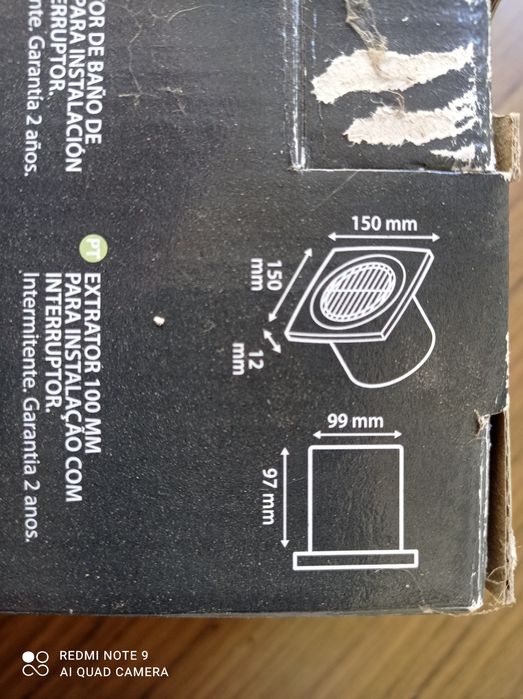 OR DE BAÑO DE
PARA INSTALACIÓN
ERRUPTOR.
nte. Garantia 2 años.
PT
EXTRATOR 100 MM
PARA INSTALAÇÃO COM
INTERRUPTOR.
Intermitente. Garantia 2 anos.
150 mm
150 mm
12 mm
99 mm
97 mm
REDMI NOTE 9
AI QUAD CAMERA